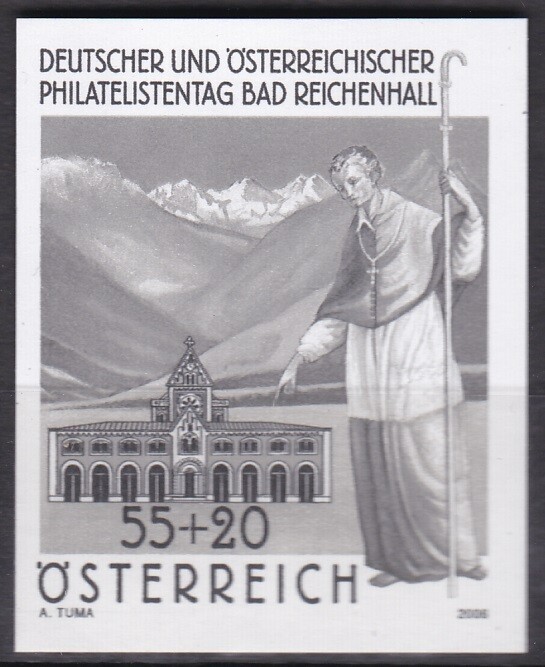 DEUTSCHER UND ÖSTERREICHISCHER
PHILATELISTENTAG BAD REICHENHALL
55+20
ÖSTERREICH
A. TUMA
2006